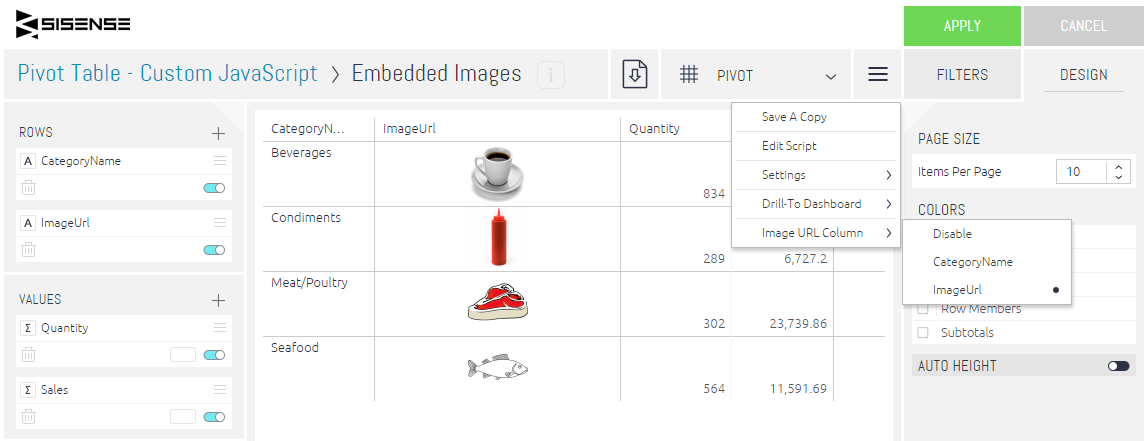 SISENSE
APPLY
CANCEL
Pivot Table - Custom JavaScript > Embedded Images
i
PIVOT
FILTERS
DESIGN
ROWS +
A CategoryName
A ImageUrl
VALUES +
Σ Quantity
Σ Sales
CategoryN... ImageUrl Quantity
Beverages 834
Condiments 289 6,727.2
Meat/Poultry 302 23,739.86
Seafood 564 11,591.69
Save A Copy
Edit Script
Settings >
Drill-To Dashboard >
Image URL Column >
Disable
CategoryName
ImageUrl
PAGE SIZE
Items Per Page 10
COLORS
Row Members
Subtotals
AUTO HEIGHT